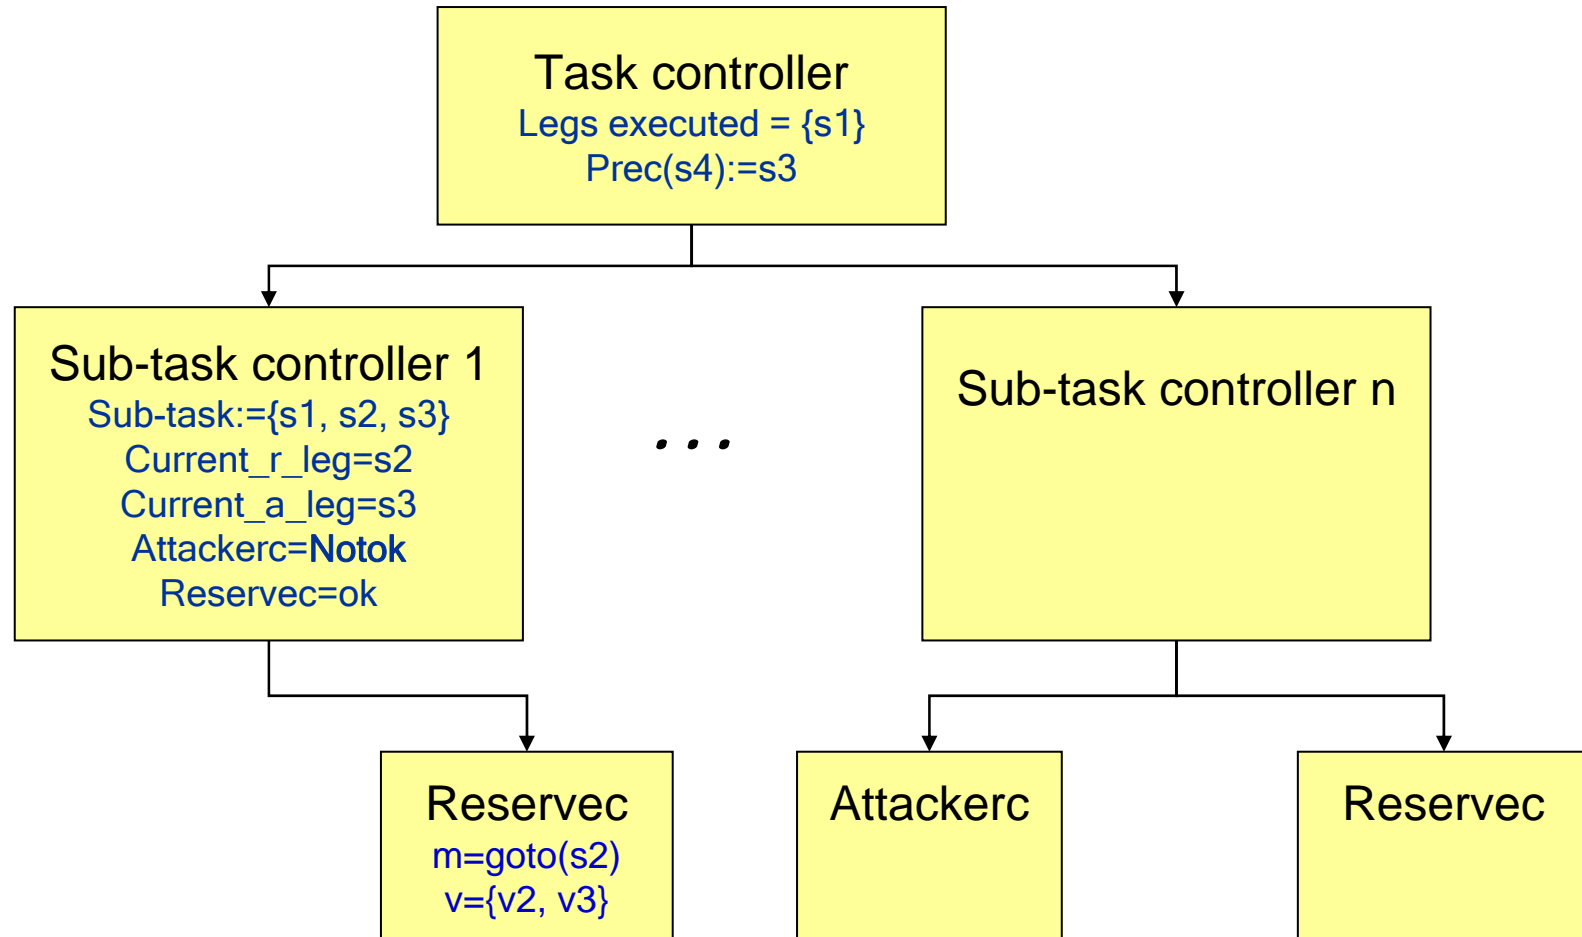 Task controller
Legs executed = {s1}
Prec(s4):=s3
Sub-task controller 1
Sub-task:={s1, s2, s3}
Current_r_leg=s2
Current_a_leg=s3
Attackerc=Notok
Reservec=ok
...
Sub-task controller n
Reservec
m=goto(s2)
v={v2, v3}
Attackerc
Reservec